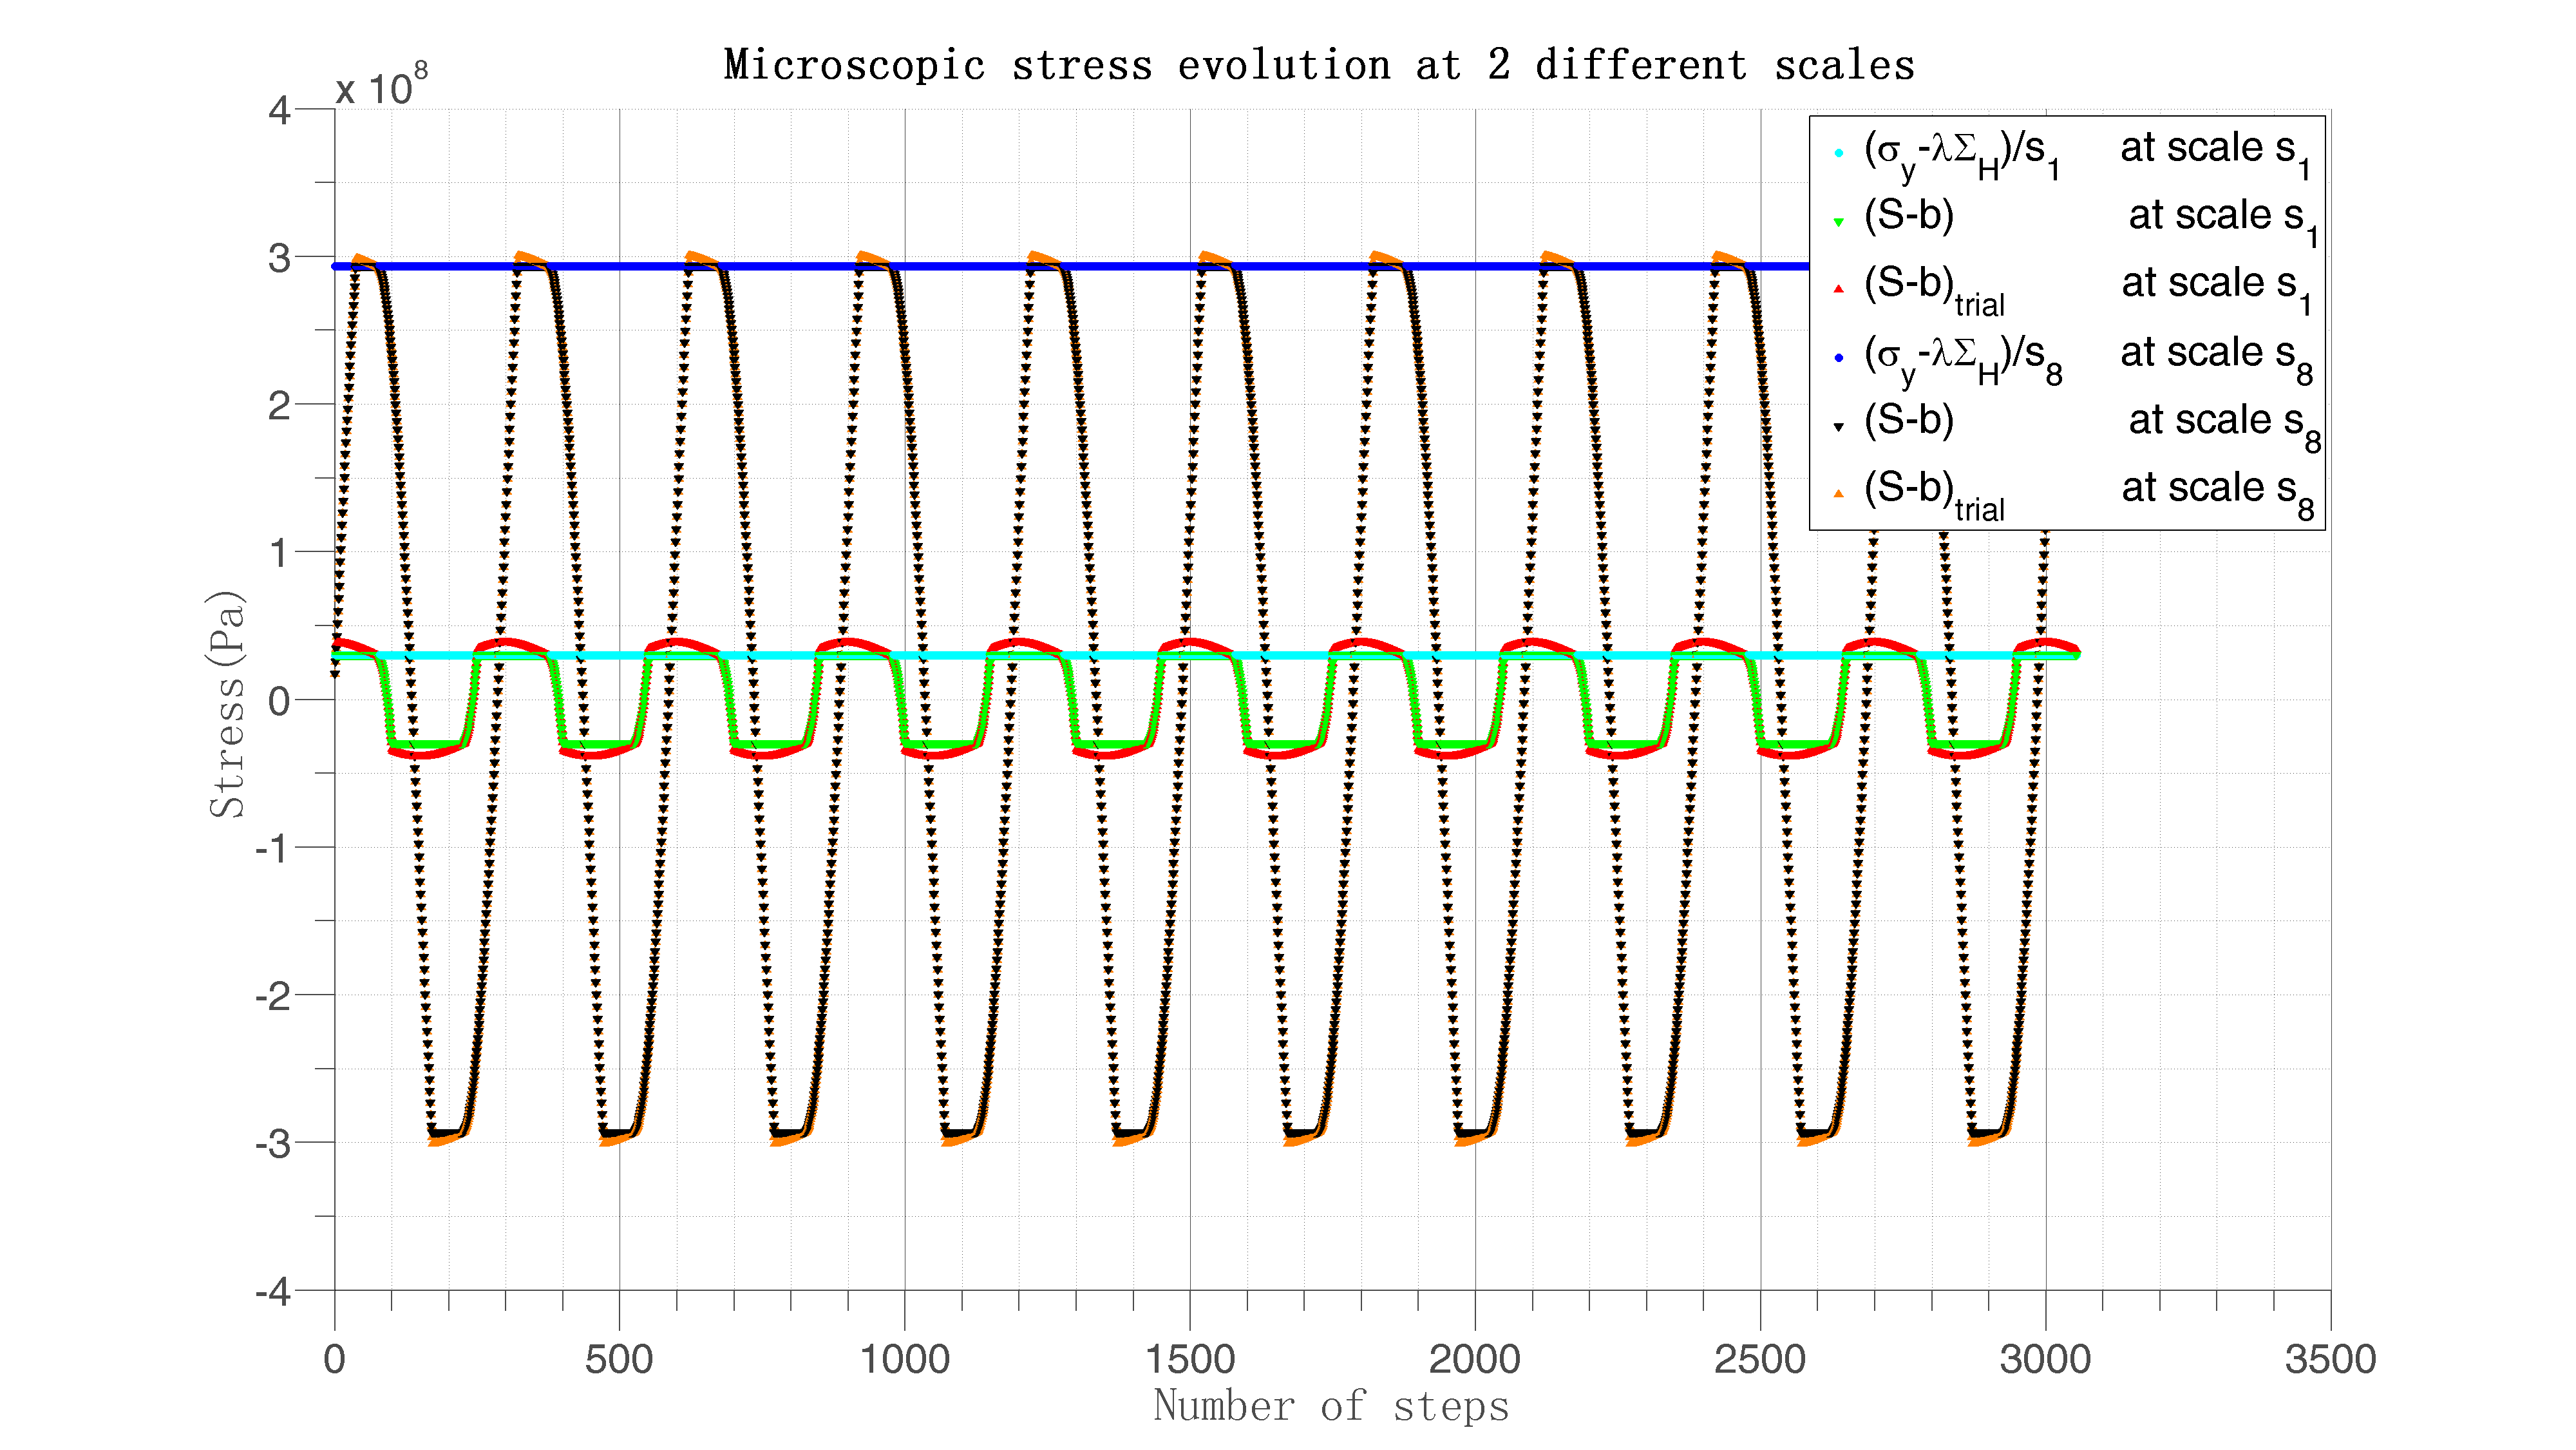 Microscopic stress evolution at 2 different scales
x 10⁸
4
3
2
1
0
-1
-2
-3
-4
Stress(Pa)
(σ_y-λΣ_H)/s_1 at scale s_1
(S-b) at scale s_1
(S-b)_trial at scale s_1
(σ_y-λΣ_H)/s_8 at scale s_8
(S-b) at scale s_8
(S-b)_trial at scale s_8
0 500 1000 1500 2000 2500 3000 3500
Number of steps